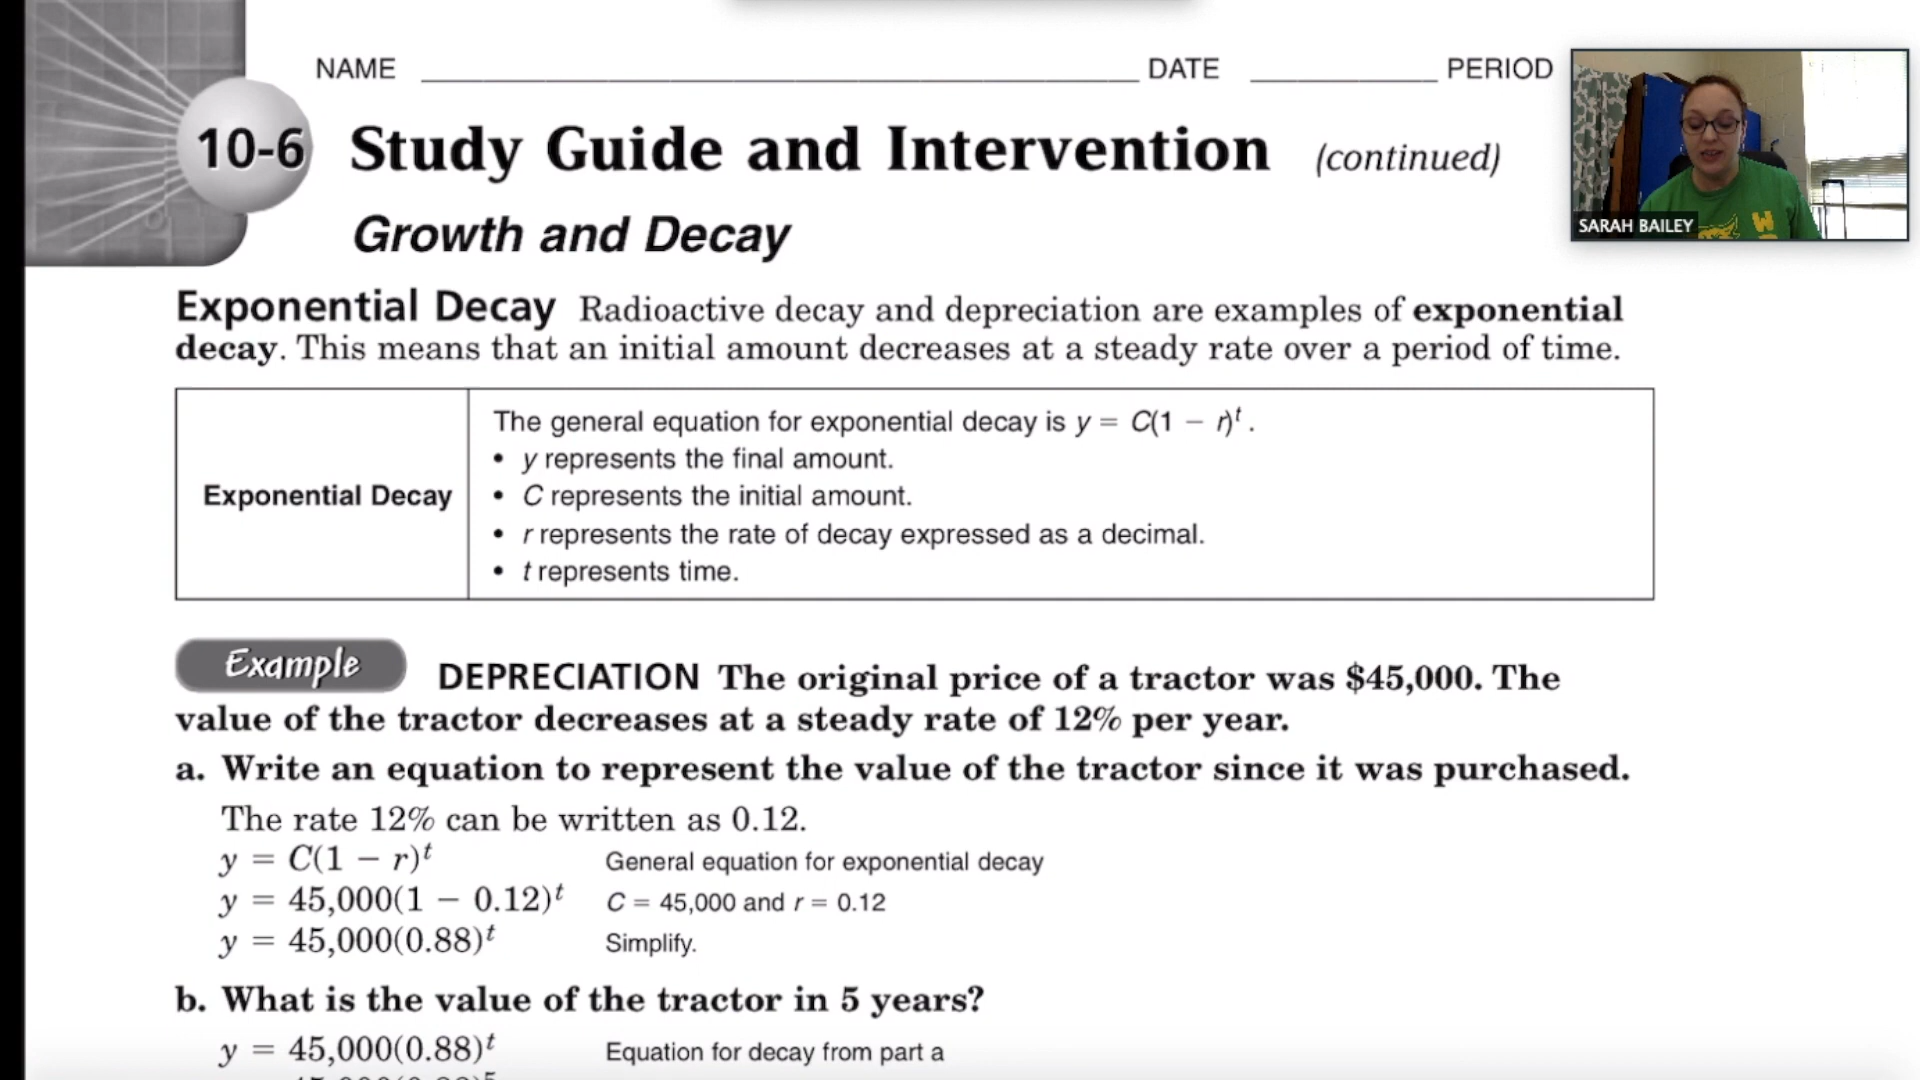 NAME DATE PERIOD
10-6 Study Guide and Intervention (continued)
Growth and Decay
SARAH BAILEY
Exponential Decay Radioactive decay and depreciation are examples of exponential
decay. This means that an initial amount decreases at a steady rate over a period of time.
Exponential Decay
The general equation for exponential decay is y = C(1 − r)^t.
• y represents the final amount.
• C represents the initial amount.
• r represents the rate of decay expressed as a decimal.
• t represents time.
Example DEPRECIATION The original price of a tractor was $45,000. The
value of the tractor decreases at a steady rate of 12% per year.
a. Write an equation to represent the value of the tractor since it was purchased.
The rate 12% can be written as 0.12.
y = C(1 − r)^t General equation for exponential decay
y = 45,000(1 − 0.12)^t C = 45,000 and r = 0.12
y = 45,000(0.88)^t Simplify.
b. What is the value of the tractor in 5 years?
y = 45,000(0.88)^t Equation for decay from part a